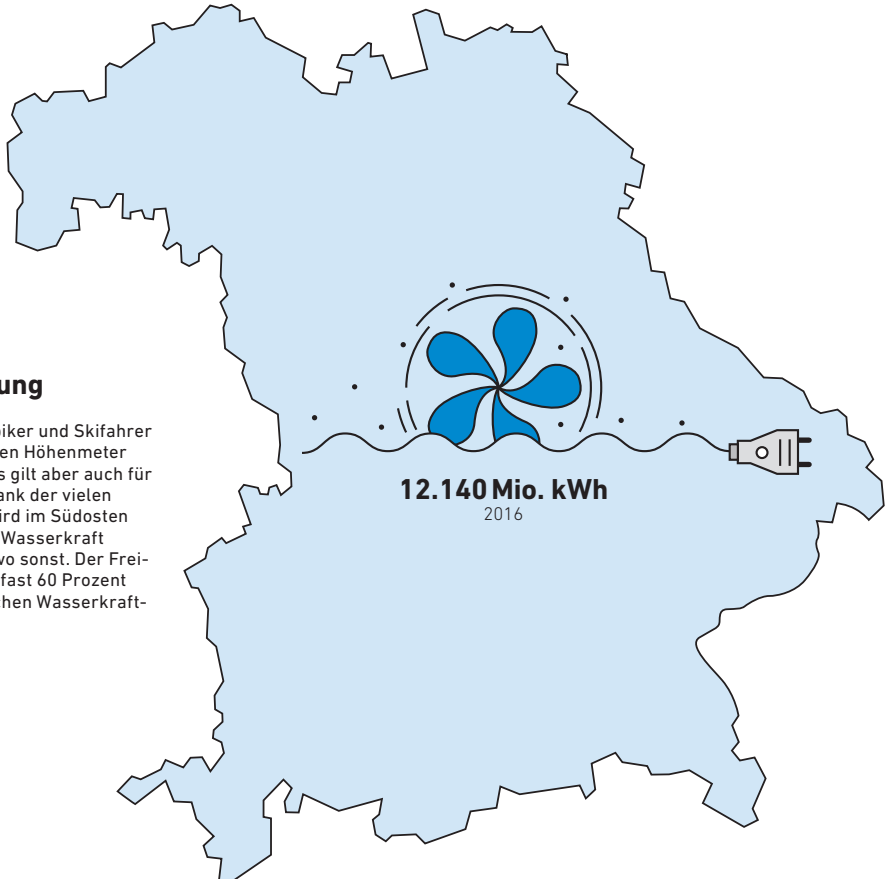 ung
iker und Skifahrer
en Höhenmeter
s gilt aber auch für
ank der vielen
ird im Südosten
Wasserkraft
wo sonst. Der Frei-
fast 60 Prozent
chen Wasserkraft-
12.140 Mio. kWh
2016